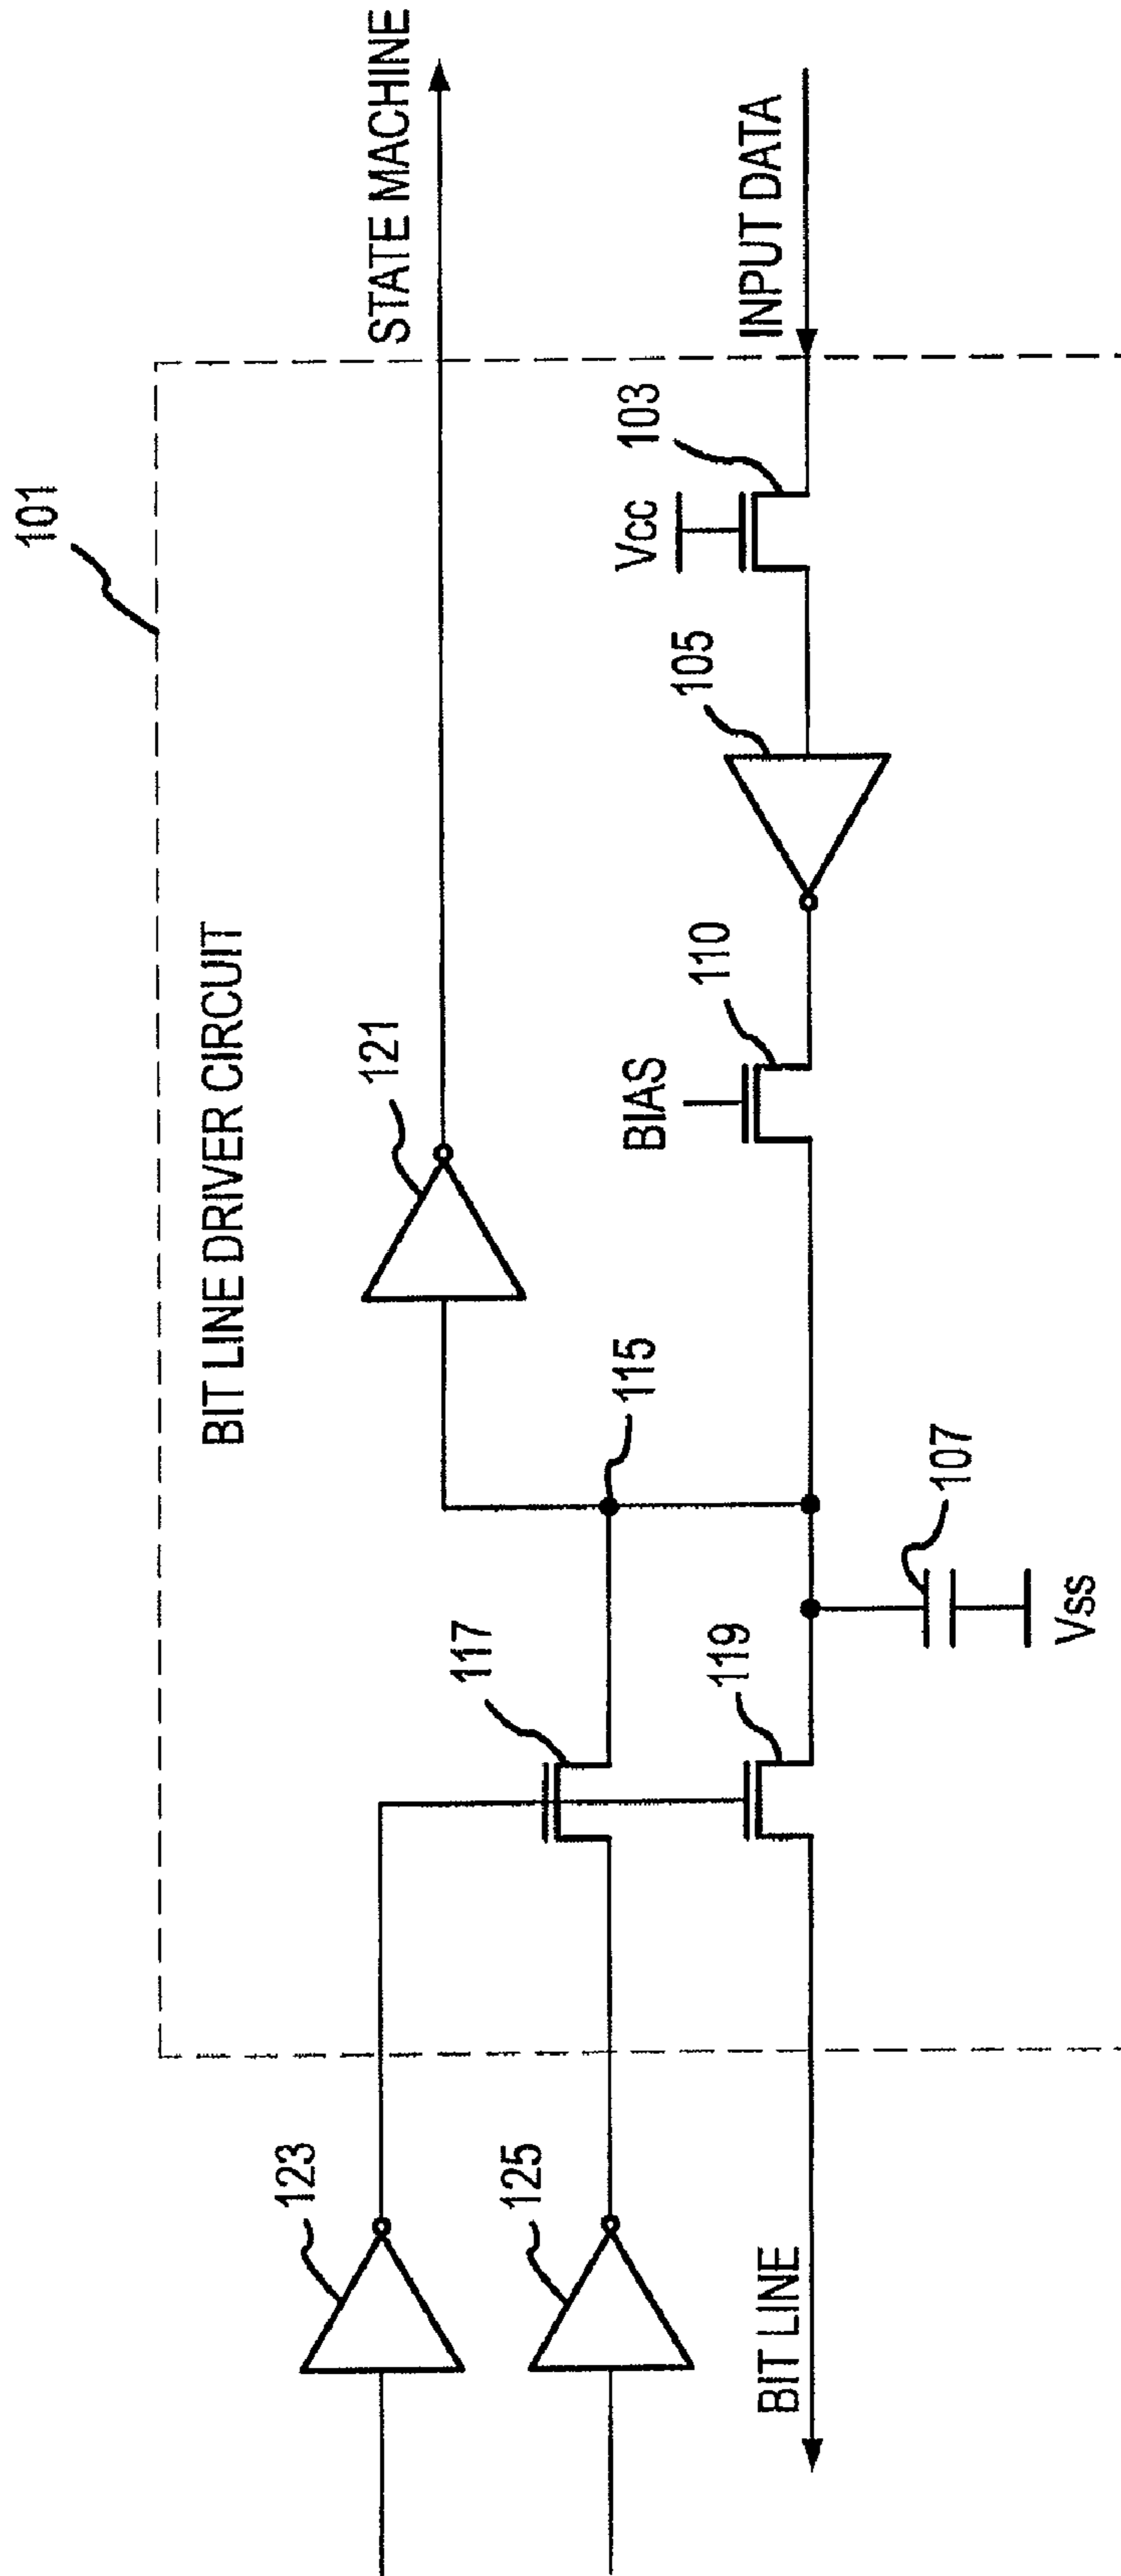 101
BIT LINE DRIVER CIRCUIT
STATE MACHINE
121
123
117
115
125
BIAS
110
105
Vcc
103
INPUT DATA
119
BIT LINE
107
Vss